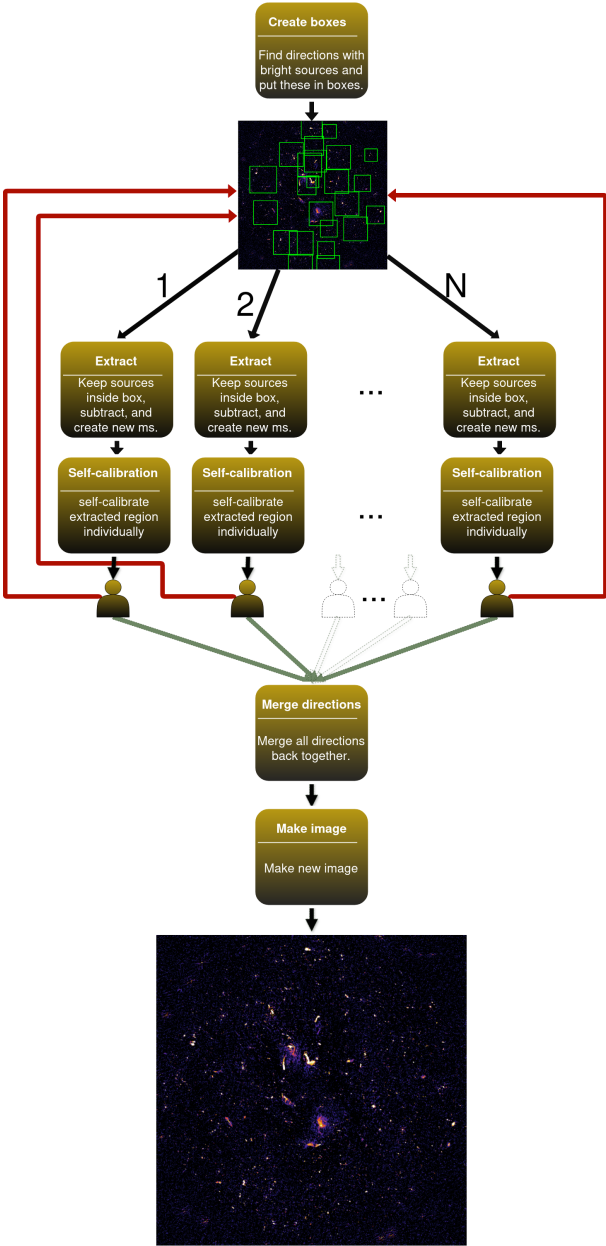 Create boxes
Find directions with
bright sources and
put these in boxes.
1
2
N
Extract
Keep sources
inside box,
subtract, and
create new ms.
Extract
Keep sources
inside box,
subtract, and
create new ms.
...
Extract
Keep sources
inside box,
subtract, and
create new ms.
Self-calibration
self-calibrate
extracted region
individually
Self-calibration
self-calibrate
extracted region
individually
...
Self-calibration
self-calibrate
extracted region
individually
...
Merge directions
Merge all directions
back together.
Make image
Make new image